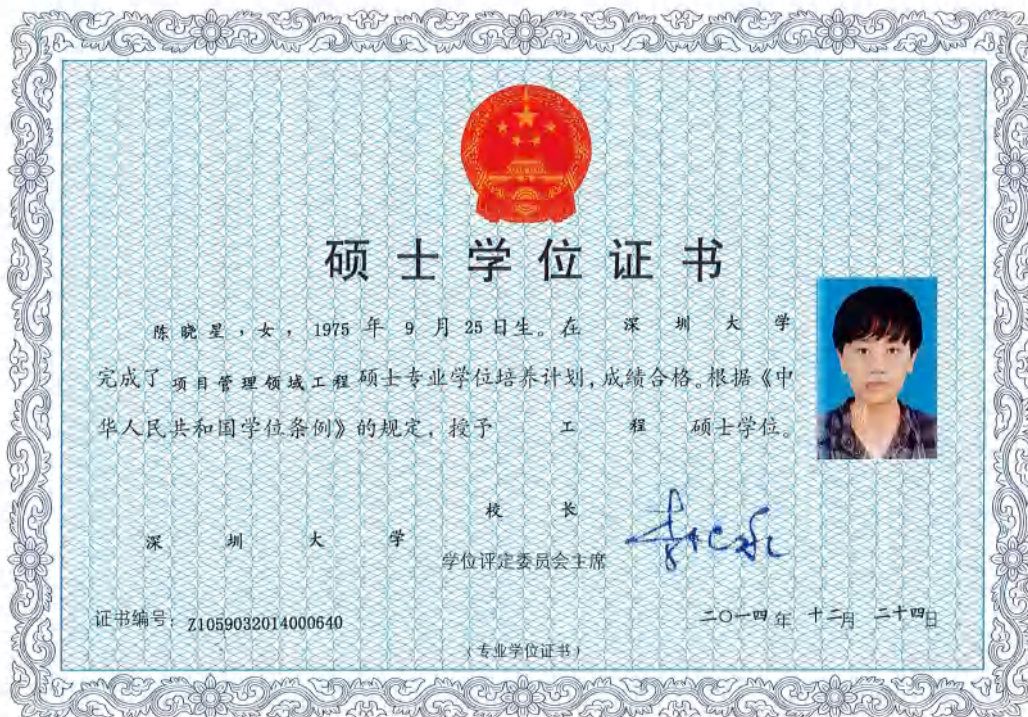 硕士学位证书
陈晓星，女，1975 年 9 月 25 日生。在 深圳大学
完成了 项目管理领域工程 硕士专业学位培养计划，成绩合格。根据《中
华人民共和国学位条例》的规定，授予 工程 硕士学位。
校长
深圳大学
学位评定委员会主席
证书编号：Z1059032014000640
二〇一四年 十二月 二十四日
（专业学位证书）